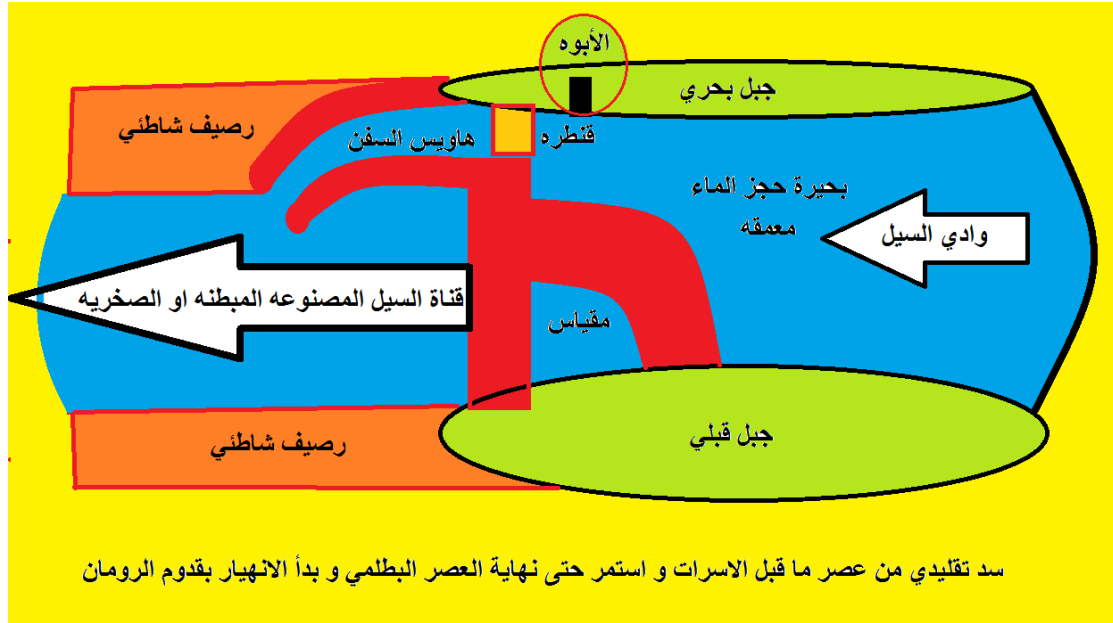 الأبوه
جبل بحري
رصيف شاطئي
هاويس السفن
قنطره
بحيرة حجز الماء
معمقه
وادي السيل
قناة السيل المصنوعه المبطنه او الصخريه
مقياس
جبل قبلي
رصيف شاطئي
سد تقليدي من عصر ما قبل الاسرات و استمر حتى نهاية العصر البطلمي و بدأ الانهيار بقدوم الرومان